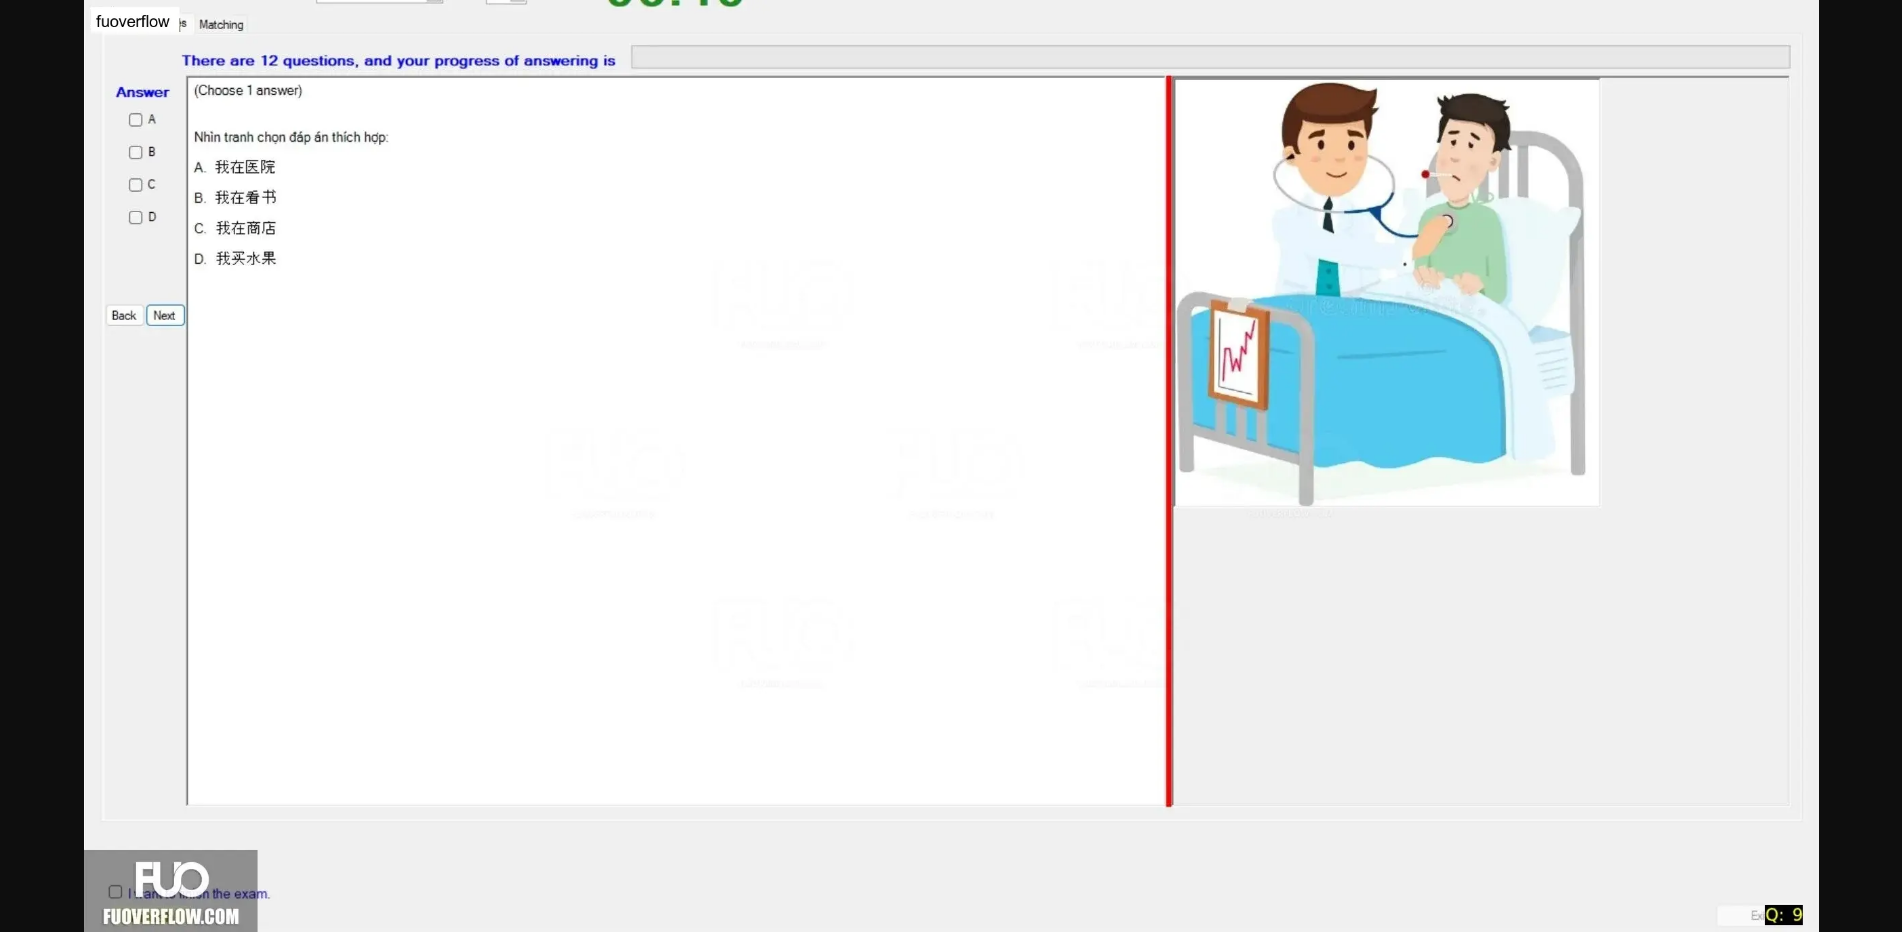 fuoverflow
Matching
There are 12 questions, and your progress of answering is
Answer
(Choose 1 answer)
A
B
C
D
Nhìn tranh chọn đáp án thích hợp:
A. 我在医院
B. 我在看书
C. 我在商店
D. 我买水果
Back Next
FUO
the exam.
FUOVERFLOW.COM
Q: 9